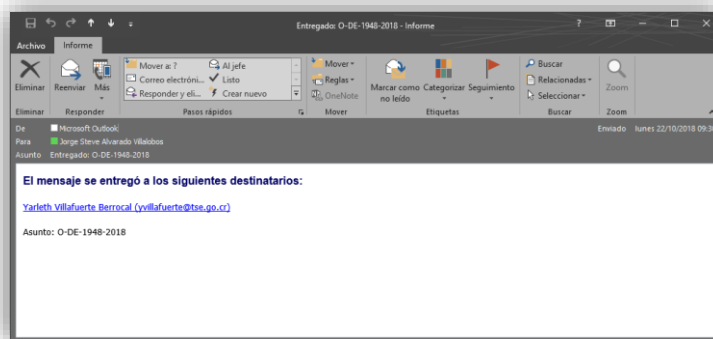 Entregado: O-DE-1948-2018 - Informe
Archivo
Informe
Eliminar
Reenviar
Más
Mover a: ?
Al jefe
Correo electróni...
Listo
Responder y eli...
Crear nuevo
Mover
Reglas
OneNote
Marcar como no leído
Categorizar
Seguimiento
Buscar
Relacionadas
Seleccionar
Zoom
Eliminar
Responder
Pasos rápidos
Mover
Etiquetas
Buscar
Zoom
De Microsoft Outlook
Enviado lunes 22/10/2018 09:3
Para Jorge Steve Alvarado Villalobos
Asunto Entregado: O-DE-1948-2018
El mensaje se entregó a los siguientes destinatarios:
Yarleth Villafuerte Berrocal (yvillafuerte@tse.go.cr)
Asunto: O-DE-1948-2018